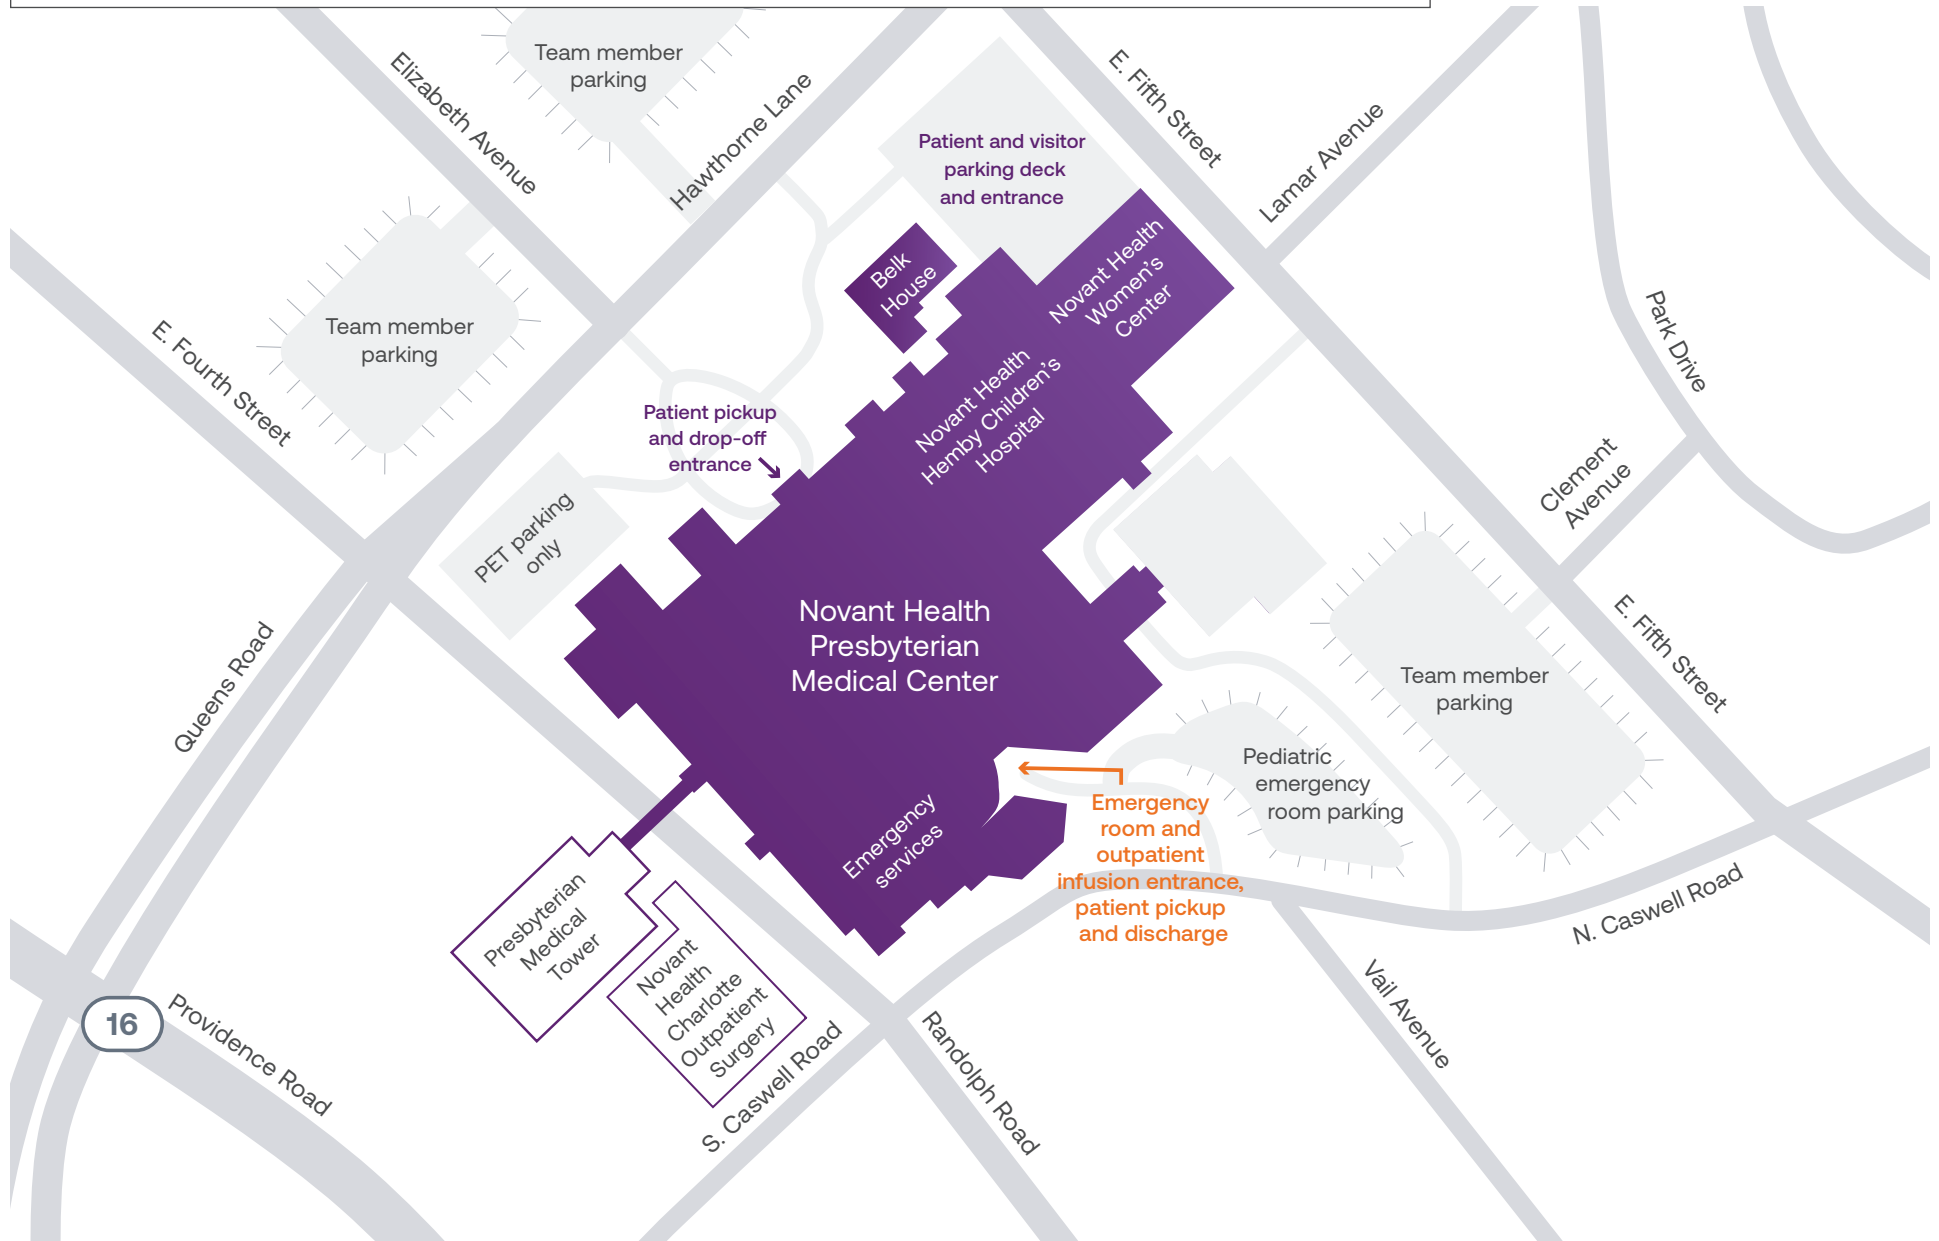 Team member
parking
Elizabeth Avenue
Hawthorne Lane
E. Fifth Street
Lamar Avenue
Patient and visitor
parking deck
and entrance
Belk
House
Novant Health
Women's
Center
Team member
parking
E. Fourth Street
Park Drive
Novant Health
Hemby Children's
Hospital
Patient pickup
and drop-off
entrance
PET parking
only
Clement
Avenue
Novant Health
Presbyterian
Medical Center
Queens Road
E. Fifth Street
Team member
parking
Pediatric
emergency
room parking
Emergency
services
Emergency
room and
outpatient
infusion entrance,
patient pickup
and discharge
Presbyterian
Medical
Tower
Novant
Health
Charlotte
Outpatient
Surgery
N. Caswell Road
Vail Avenue
16
Providence Road
S. Caswell Road
Randolph Road